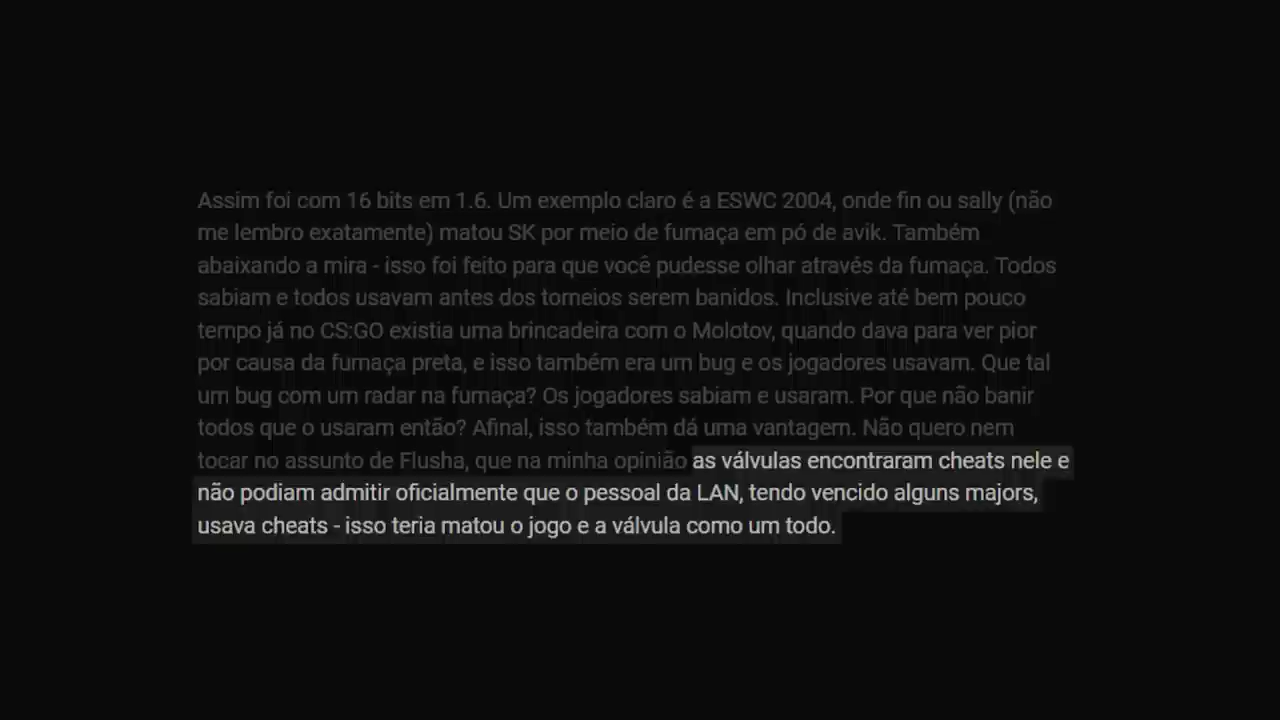 Assim foi com 16 bits em 1.6. Um exemplo claro é a ESWC 2004, onde fin ou sally (não
me lembro exatamente) matou SK por meio de fumaça em pó de avik. Também
abaixando a mira - isso foi feito para que você pudesse olhar através da fumaça. Todos
sabiam e todos usavam antes dos torneios serem banidos. Inclusive até bem pouco
tempo já no CS:GO existia uma brincadeira com o Molotov, quando dava para ver pior
por causa da fumaça preta, e isso também era um bug e os jogadores usavam. Que tal
um bug com um radar na fumaça? Os jogadores sabiam e usaram. Por que não banir
todos que o usaram então? Afinal, isso também dá uma vantagem. Não quero nem
tocar no assunto de Flusha, que na minha opinião as válvulas encontraram cheats nele e
não podiam admitir oficialmente que o pessoal da LAN, tendo vencido alguns majors,
usava cheats - isso teria matou o jogo e a válvula como um todo.